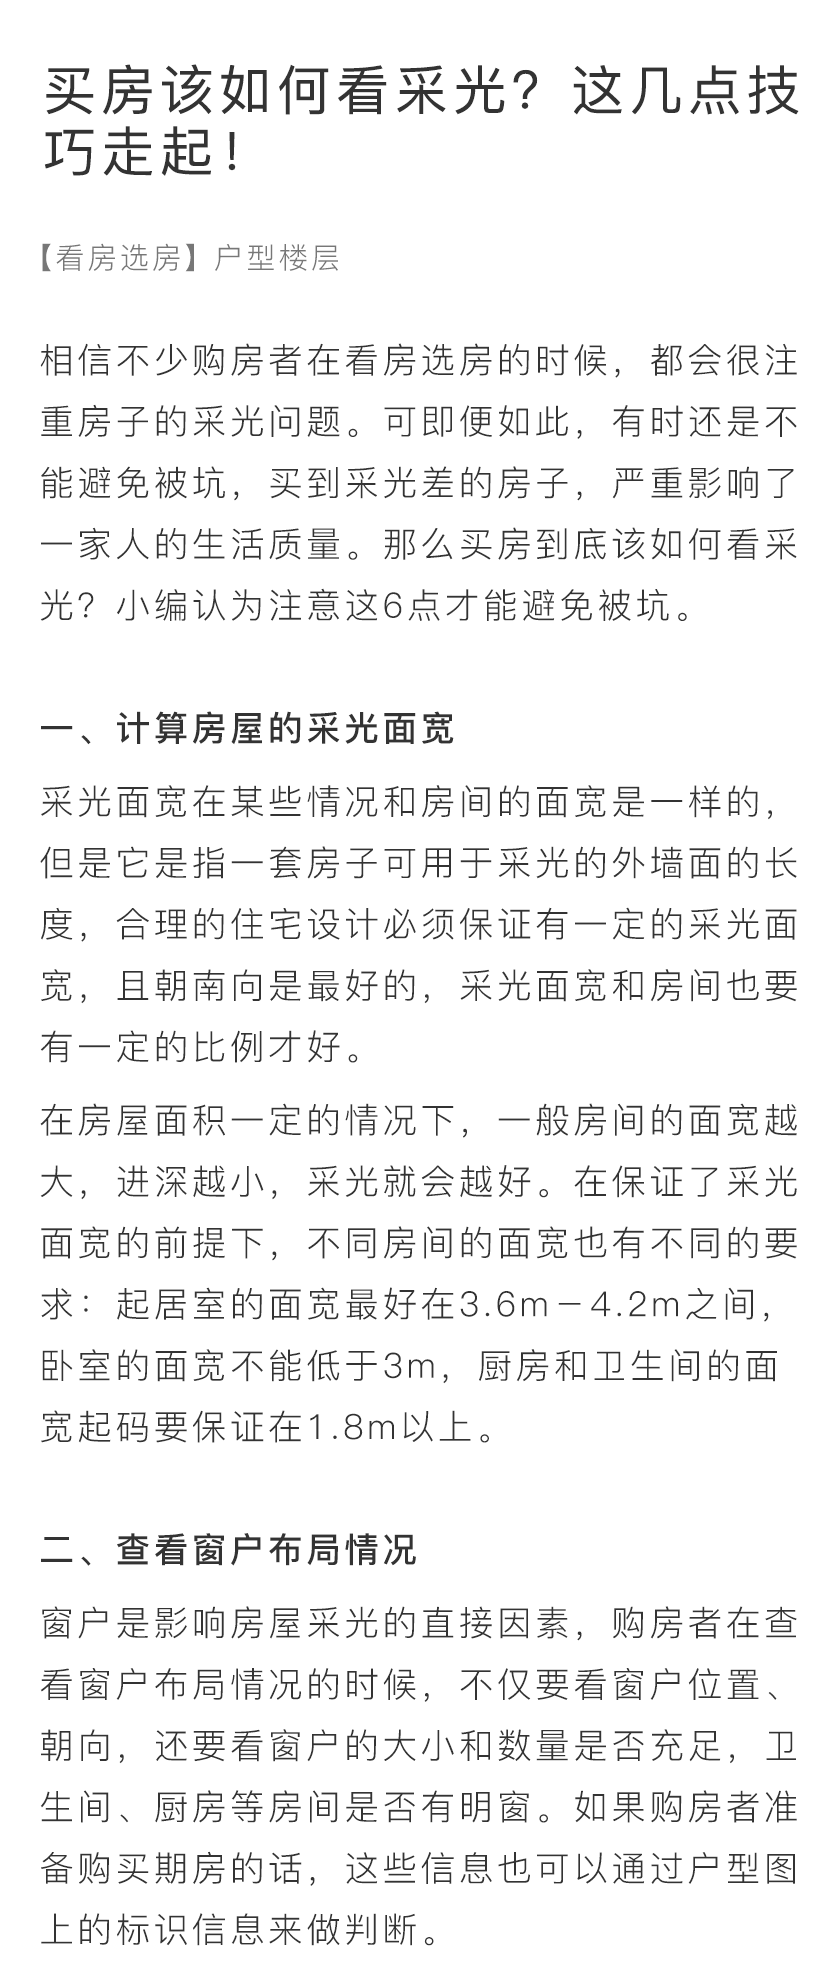 买房该如何看采光？这几点技
巧走起！
【看房选房】户型楼层
相信不少购房者在看房选房的时候，都会很注
重房子的采光问题。可即便如此，有时还是不
能避免被坑，买到采光差的房子，严重影响了
一家人的生活质量。那么买房到底该如何看采
光？小编认为注意这6点才能避免被坑。
一、计算房屋的采光面宽
采光面宽在某些情况和房间的面宽是一样的，
但是它是指一套房子可用于采光的外墙面的长
度，合理的住宅设计必须保证有一定的采光面
宽，且朝南向是最好的，采光面宽和房间也要
有一定的比例才好。
在房屋面积一定的情况下，一般房间的面宽越
大，进深越小，采光就会越好。在保证了采光
面宽的前提下，不同房间的面宽也有不同的要
求：起居室的面宽最好在3.6m－4.2m之间，
卧室的面宽不能低于3m，厨房和卫生间的面
宽起码要保证在1.8m以上。
二、查看窗户布局情况
窗户是影响房屋采光的直接因素，购房者在查
看窗户布局情况的时候，不仅要看窗户位置、
朝向，还要看窗户的大小和数量是否充足，卫
生间、厨房等房间是否有明窗。如果购房者准
备购买期房的话，这些信息也可以通过户型图
上的标识信息来做判断。